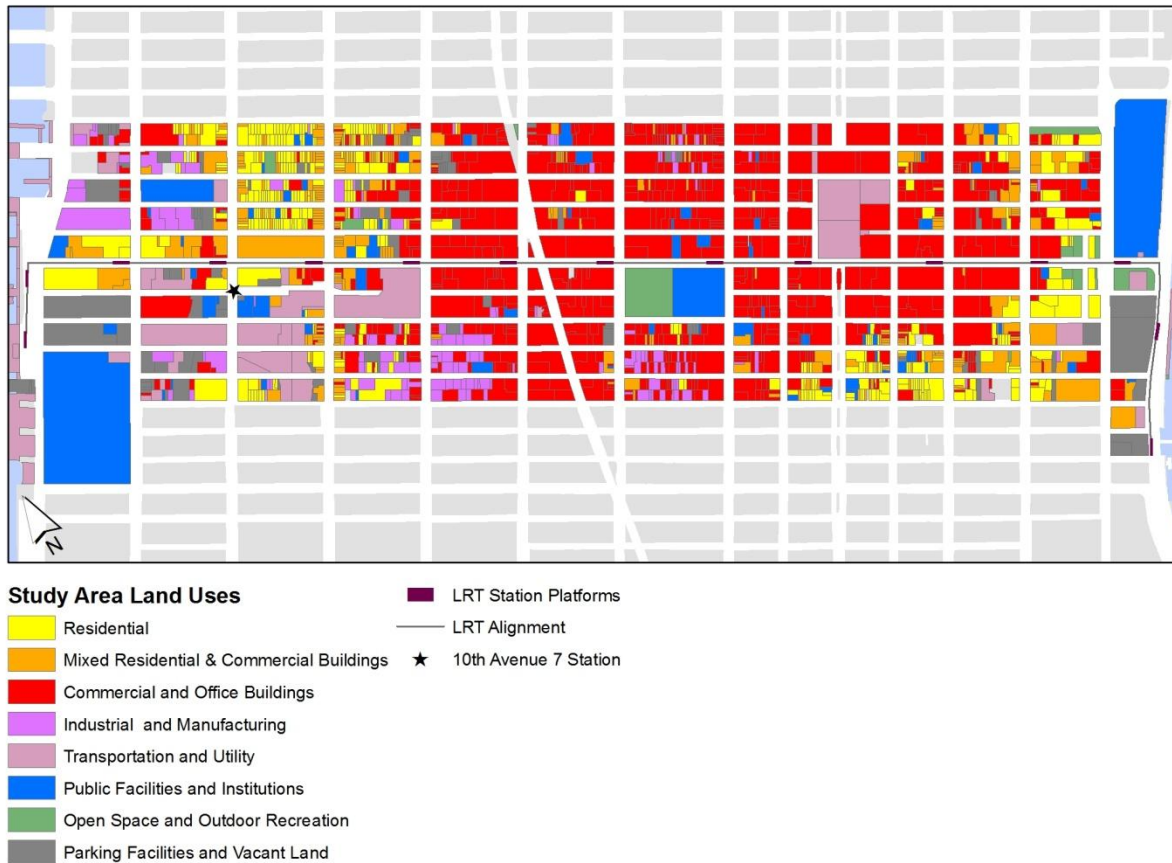 N
Study Area Land Uses
Residential
Mixed Residential & Commercial Buildings
Commercial and Office Buildings
Industrial and Manufacturing
Transportation and Utility
Public Facilities and Institutions
Open Space and Outdoor Recreation
Parking Facilities and Vacant Land
LRT Station Platforms
LRT Alignment
10th Avenue 7 Station